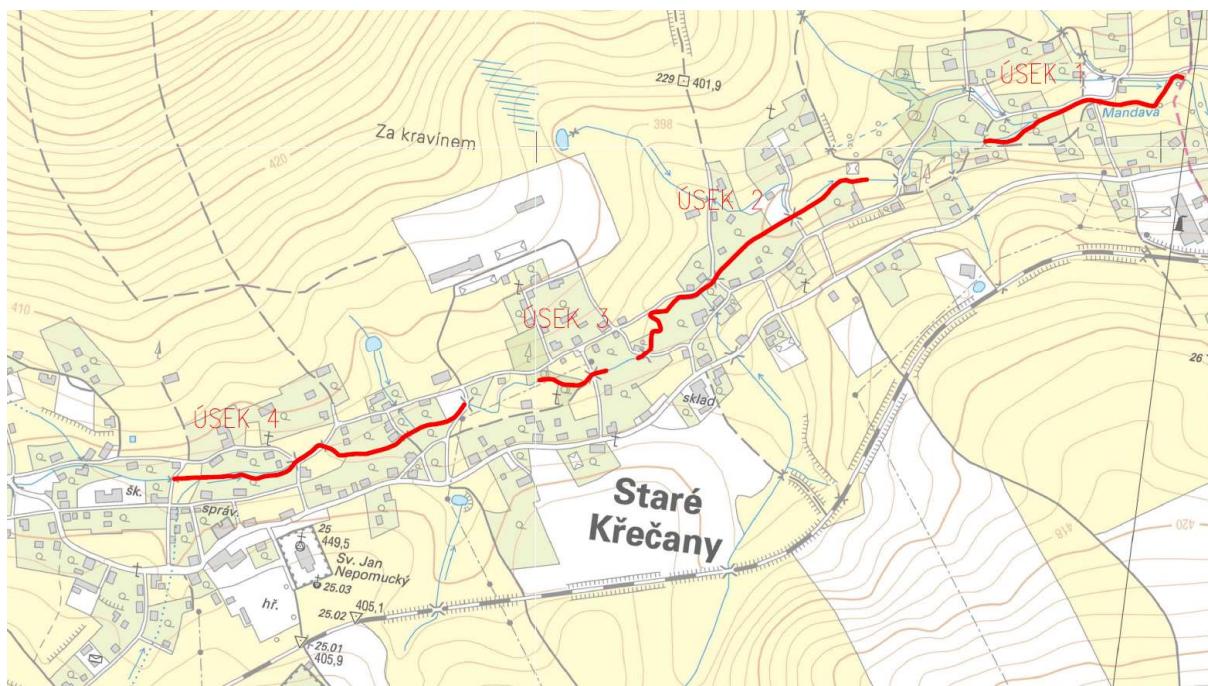 229
401,9
ÚSEK 1
Mandava
Za kravínem
398
420
ÚSEK 2
410
ÚSEK 3
26
sklad
ÚSEK 4
šk.
správ.
Staré
Křečany
25
449,5
Sv. Jan
Nepomucký
25.03
hř.
25.02
405,1
25.01
405,9
418
420